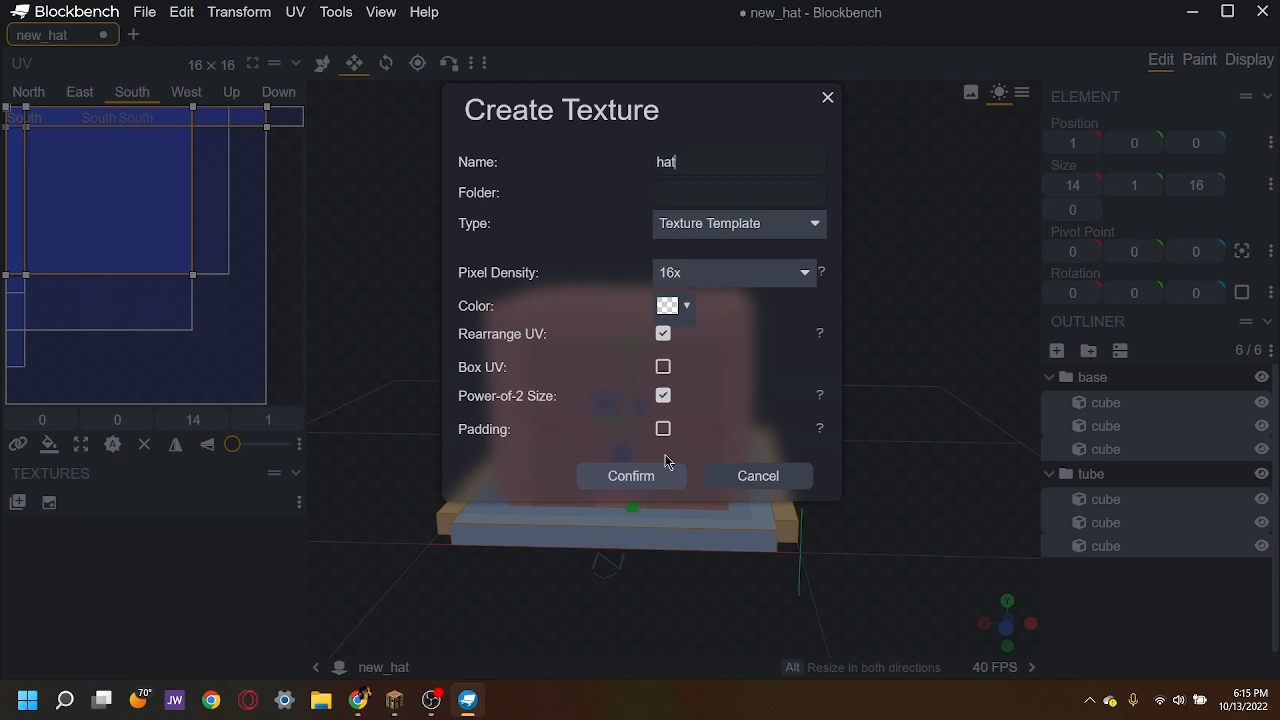 Blockbench File Edit Transform UV Tools View Help
new_hat - Blockbench
new_hat
UV 16 × 16
Edit Paint Display
North East South West Up Down
South South South
0 0 14 1
TEXTURES
Create Texture
Name: hat
Folder:
Type: Texture Template
Pixel Density: 16x ?
Color:
Rearrange UV: ?
Box UV:
Power-of-2 Size: ?
Padding: ?
Confirm Cancel
ELEMENT
Position
1 0 0
Size
14 1 16
0
Pivot Point
0 0 0
Rotation
0 0 0
OUTLINER
6 / 6
base
cube
cube
cube
tube
cube
cube
cube
new_hat
Alt Resize in both directions 40 FPS
70°
JW
6:15 PM
10/13/2022